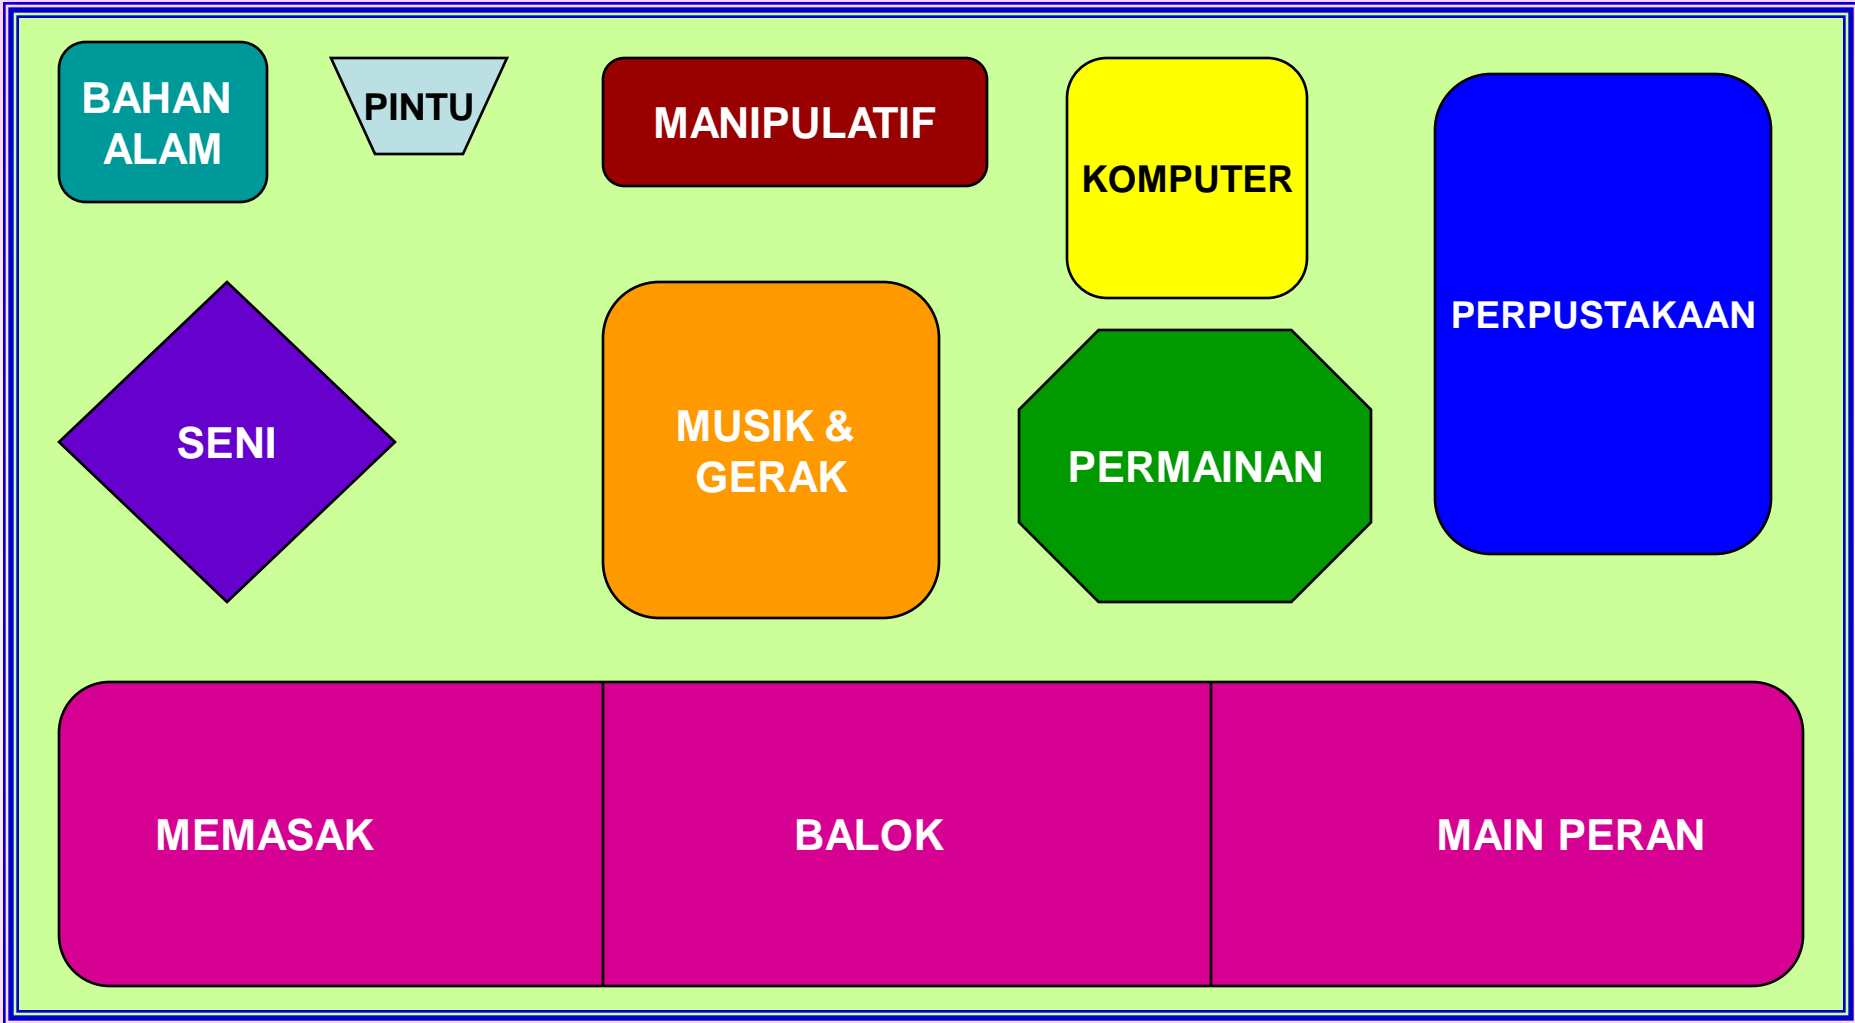 BAHAN
ALAM
PINTU
MANIPULATIF
KOMPUTER
PERPUSTAKAAN
SENI
MUSIK &
GERAK
PERMAINAN
MEMASAK
BALOK
MAIN PERAN